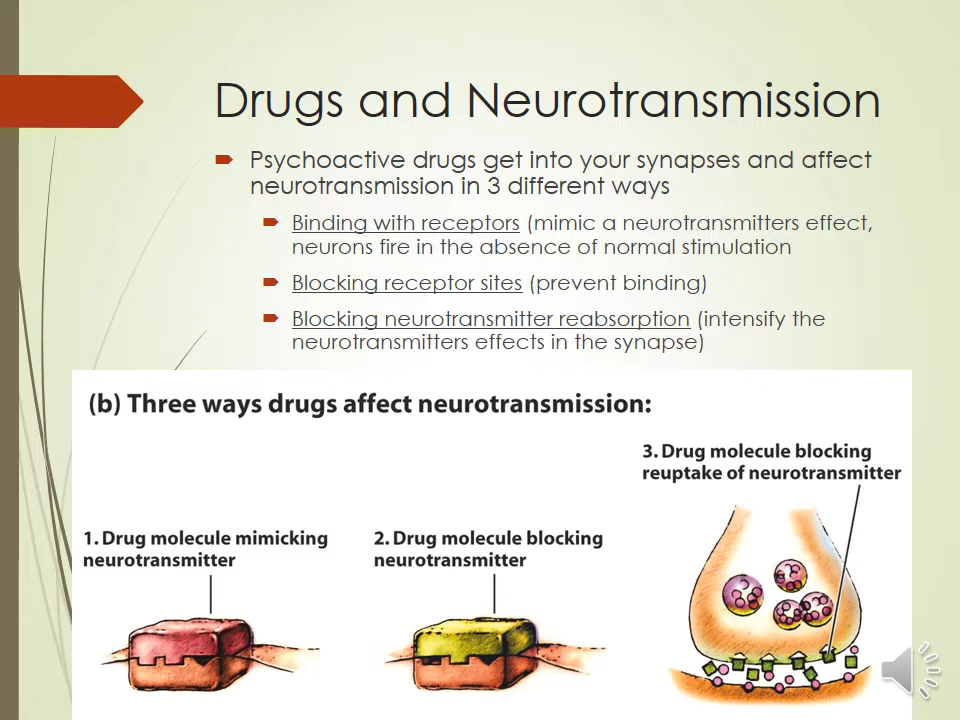 Drugs and Neurotransmission
Psychoactive drugs get into your synapses and affect
neurotransmission in 3 different ways
Binding with receptors (mimic a neurotransmitters effect,
neurons fire in the absence of normal stimulation
Blocking receptor sites (prevent binding)
Blocking neurotransmitter reabsorption (intensify the
neurotransmitters effects in the synapse)
(b) Three ways drugs affect neurotransmission:
1. Drug molecule mimicking
neurotransmitter
2. Drug molecule blocking
neurotransmitter
3. Drug molecule blocking
reuptake of neurotransmitter